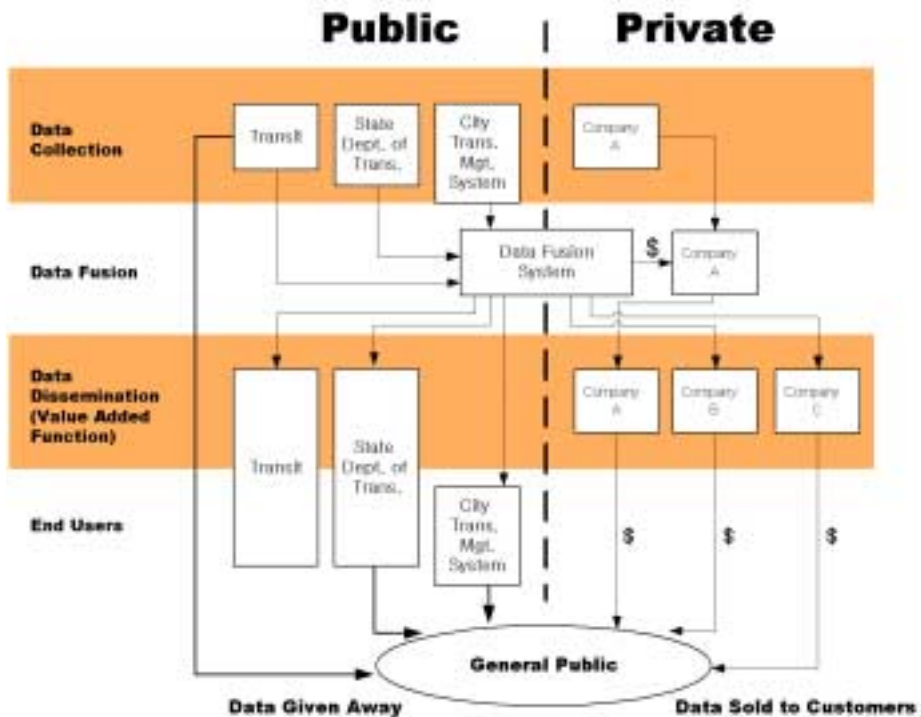 Public
Private
Data
Collection
Transit
State
Dept. of
Trans.
City
Trans.
Mgt.
System
Company
A
Data Fusion
Data Fusion
System
$
Company
A
Data
Dissemination
(Value Added
Function)
Transit
State
Dept. of
Trans.
Company
A
Company
B
Company
C
End Users
City
Trans.
Mgt.
System
$
$
$
General Public
Data Given Away
Data Sold to Customers